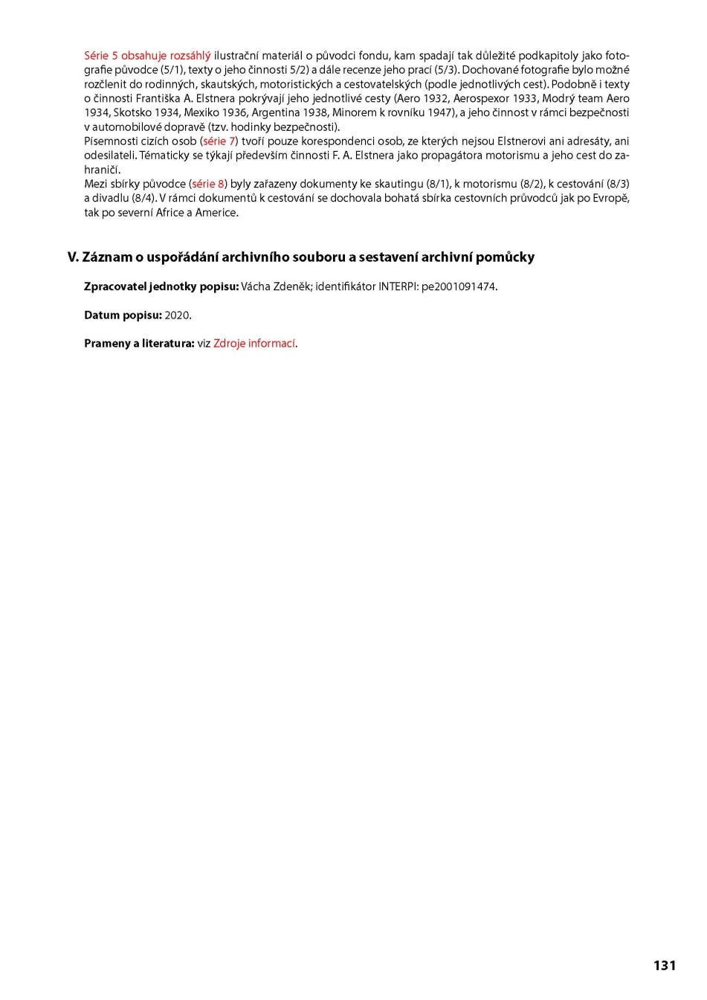 Série 5 obsahuje rozsáhlý ilustrační materiál o původci fondu, kam spadají tak důležité podkapitoly jako foto-
grafie původce (5/1), texty o jeho činnosti 5/2) a dále recenze jeho prací (5/3). Dochované fotografie bylo možné
rozčlenit do rodinných, skautských, motoristických a cestovatelských (podle jednotlivých cest). Podobně i texty
o činnosti Františka A. Elstnera pokrývají jeho jednotlivé cesty (Aero 1932, Aerospexor 1933, Modrý team Aero
1934, Skotsko 1934, Mexiko 1936, Argentina 1938, Minorem k rovníku 1947), a jeho činnost v rámci bezpečnosti
v automobilové dopravě (tzv. hodinky bezpečnosti).
Písemnosti cizích osob (série 7) tvoří pouze korespondenci osob, ze kterých nejsou Elstnerovi ani adresáty, ani
odesilateli. Tématicky se týkají především činnosti F. A. Elstnera jako propagátora motorismu a jeho cest do za-
hraničí.
Mezi sbírky původce (série 8) byly zařazeny dokumenty ke skautingu (8/1), k motorismu (8/2), k cestování (8/3)
a divadlu (8/4). V rámci dokumentů k cestování se dochovala bohatá sbírka cestovních průvodců jak po Evropě,
tak po severní Africe a Americe.
V. Záznam o uspořádání archivního souboru a sestavení archivní pomůcky
Zpracovatel jednotky popisu: Vácha Zdeněk; identifikátor INTERPI: pe2001091474.
Datum popisu: 2020.
Prameny a literatura: viz Zdroje informací.
131